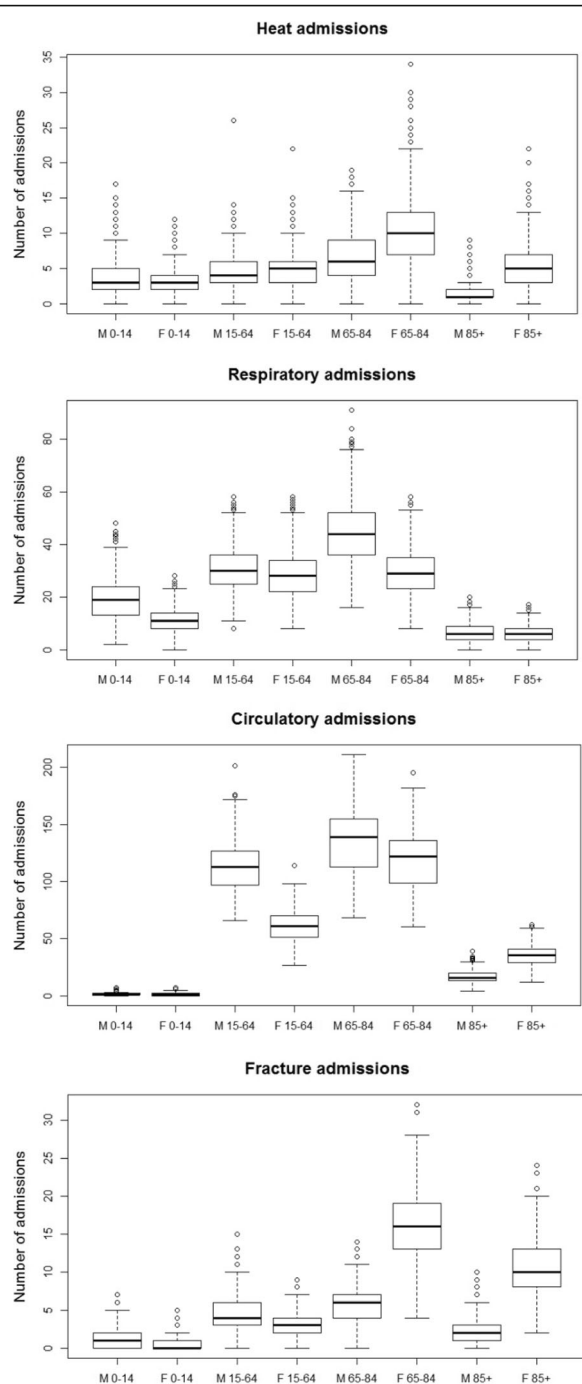 Heat admissions
Number of admissions
35
30
25
20
15
10
5
0
M 0-14 F 0-14 M 15-64 F 15-64 M 65-84 F 65-84 M 85+ F 85+
Respiratory admissions
Number of admissions
80
60
40
20
0
M 0-14 F 0-14 M 15-64 F 15-64 M 65-84 F 65-84 M 85+ F 85+
Circulatory admissions
Number of admissions
200
150
100
50
0
M 0-14 F 0-14 M 15-64 F 15-64 M 65-84 F 65-84 M 85+ F 85+
Fracture admissions
Number of admissions
30
25
20
15
10
5
0
M 0-14 F 0-14 M 15-64 F 15-64 M 65-84 F 65-84 M 85+ F 85+